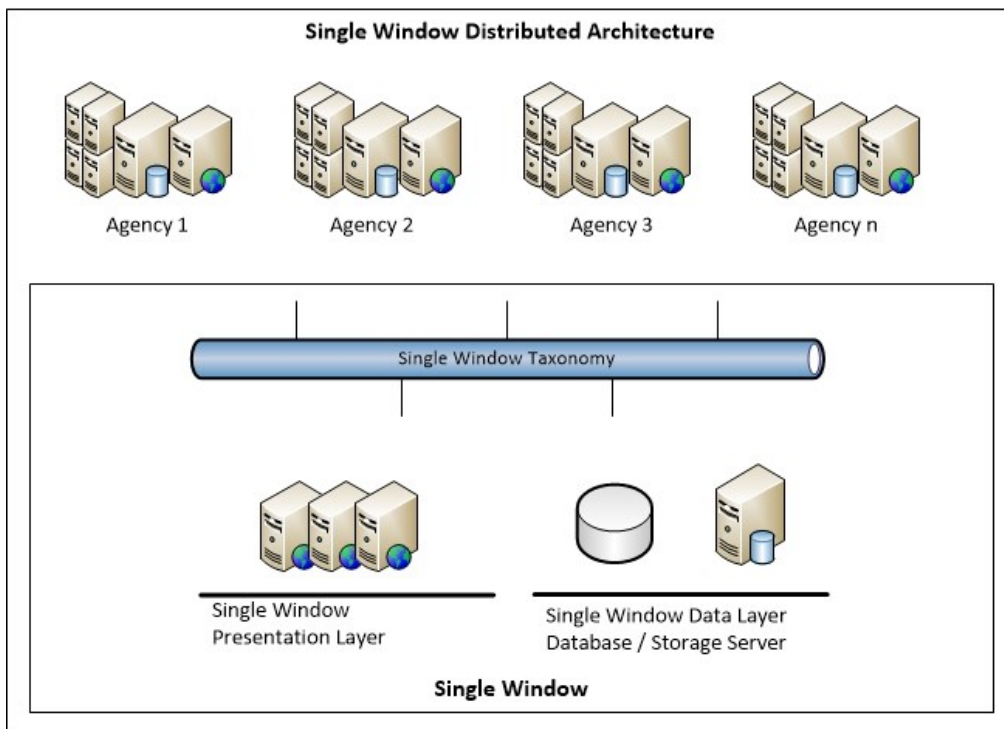 Single Window Distributed Architecture
Agency 1
Agency 2
Agency 3
Agency n
Single Window Taxonomy
Single Window
Presentation Layer
Single Window Data Layer
Database / Storage Server
Single Window